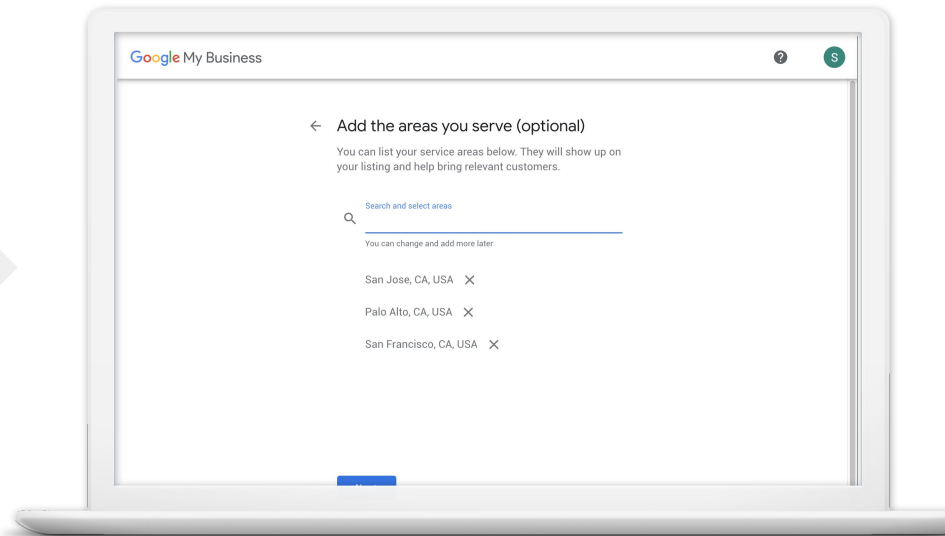 Google My Business
S
Add the areas you serve (optional)
You can list your service areas below. They will show up on
your listing and help bring relevant customers.
Search and select areas
You can change and add more later
San Jose, CA, USA
Palo Alto, CA, USA
San Francisco, CA, USA